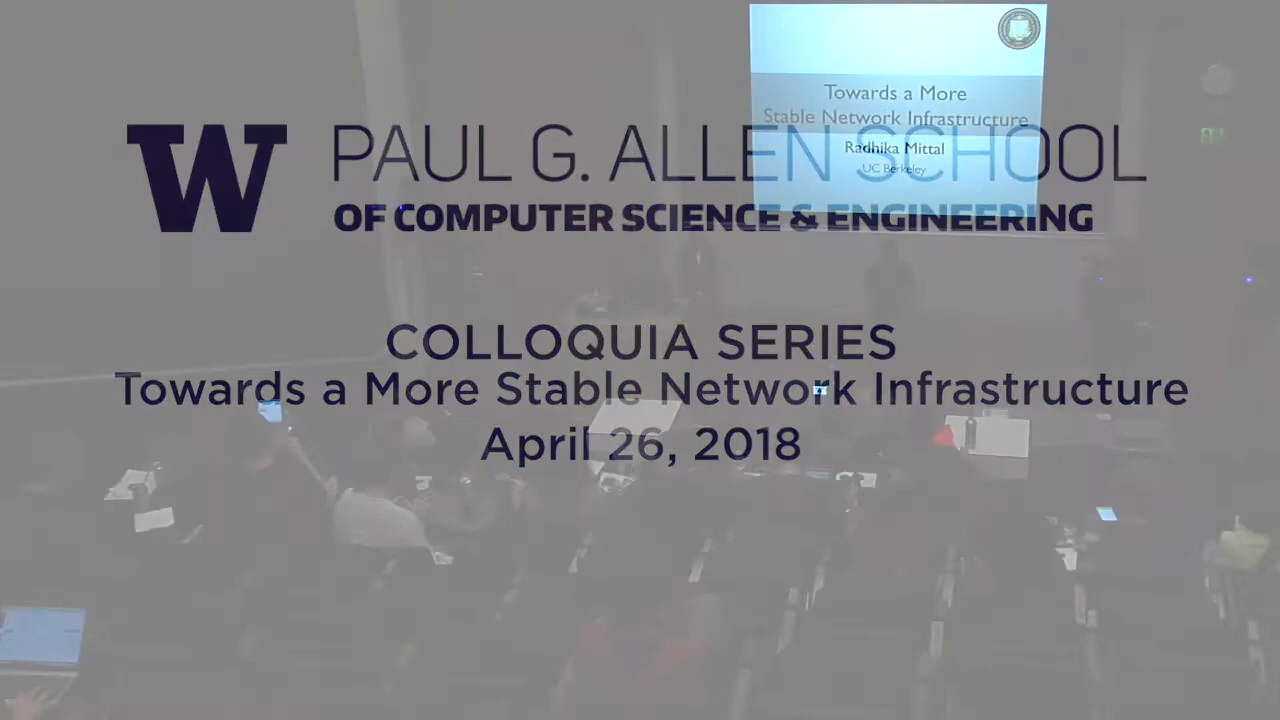 Towards a More
Stable Network Infrastructure
Radhika Mittal
UC Berkeley
EXIT
W PAUL G. ALLEN SCHOOL
OF COMPUTER SCIENCE & ENGINEERING
COLLOQUIA SERIES
Towards a More Stable Network Infrastructure
April 26, 2018